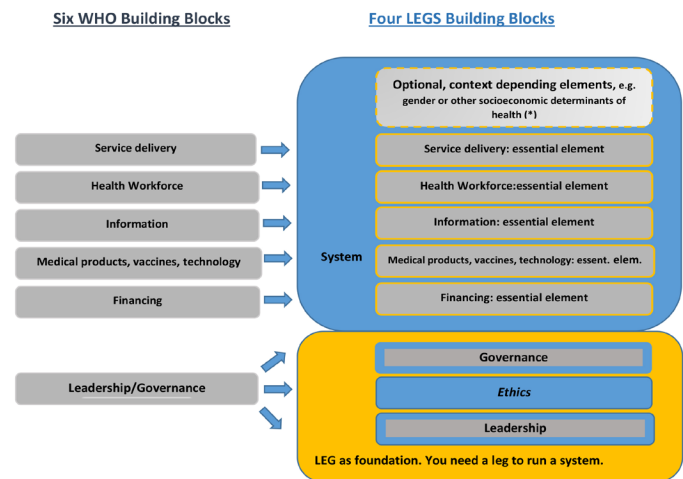 Six WHO Building Blocks
Four LEGS Building Blocks
Optional, context depending elements, e.g.
gender or other socioeconomic determinants of
health (*)
Service delivery
Service delivery: essential element
Health Workforce
Health Workforce:essential element
Information
Information: essential element
System
Medical products, vaccines, technology
Medical products, vaccines, technology: essent. elem.
Financing
Financing: essential element
Leadership/Governance
Governance
Ethics
Leadership
LEG as foundation. You need a leg to run a system.